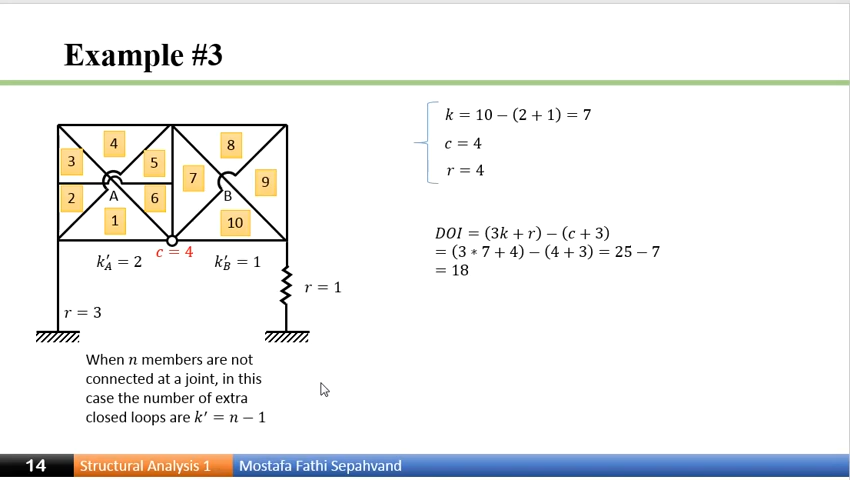 Example #3
k = 10 − (2 + 1) = 7
c = 4
r = 4
4
8
3
5
7
9
2
A
6
B
1
10
c = 4
k′A = 2
k′B = 1
r = 1
r = 3
DOI = (3k + r) − (c + 3)
= (3 ∗ 7 + 4) − (4 + 3) = 25 − 7
= 18
When n members are not
connected at a joint, in this
case the number of extra
closed loops are k′ = n − 1
14 Structural Analysis 1 Mostafa Fathi Sepahvand